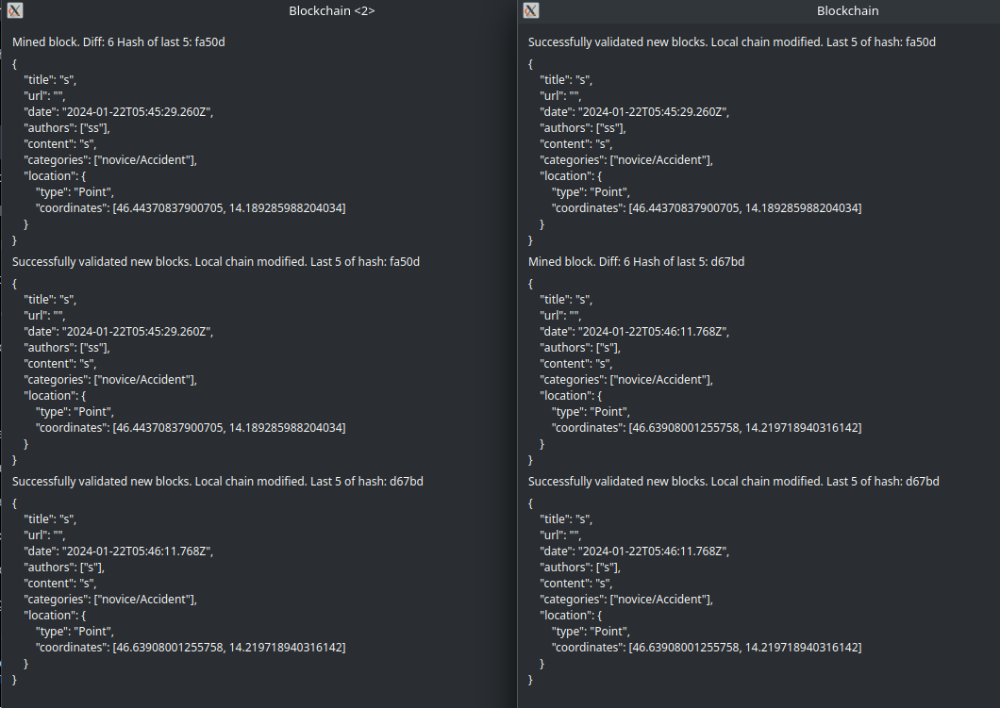 Blockchain <2>
Mined block. Diff: 6 Hash of last 5: fa50d
{
"title": "s",
"url": "",
"date": "2024-01-22T05:45:29.260Z",
"authors": ["ss"],
"content": "s",
"categories": ["novice/Accident"],
"location": {
"type": "Point",
"coordinates": [46.44370837900705, 14.189285988204034]
}
}
Successfully validated new blocks. Local chain modified. Last 5 of hash: fa50d
{
"title": "s",
"url": "",
"date": "2024-01-22T05:45:29.260Z",
"authors": ["ss"],
"content": "s",
"categories": ["novice/Accident"],
"location": {
"type": "Point",
"coordinates": [46.44370837900705, 14.189285988204034]
}
}
Successfully validated new blocks. Local chain modified. Last 5 of hash: d67bd
{
"title": "s",
"url": "",
"date": "2024-01-22T05:46:11.768Z",
"authors": ["s"],
"content": "s",
"categories": ["novice/Accident"],
"location": {
"type": "Point",
"coordinates": [46.63908001255758, 14.219718940316142]
}
}
Blockchain
Successfully validated new blocks. Local chain modified. Last 5 of hash: fa50d
{
"title": "s",
"url": "",
"date": "2024-01-22T05:45:29.260Z",
"authors": ["ss"],
"content": "s",
"categories": ["novice/Accident"],
"location": {
"type": "Point",
"coordinates": [46.44370837900705, 14.189285988204034]
}
}
Mined block. Diff: 6 Hash of last 5: d67bd
{
"title": "s",
"url": "",
"date": "2024-01-22T05:46:11.768Z",
"authors": ["s"],
"content": "s",
"categories": ["novice/Accident"],
"location": {
"type": "Point",
"coordinates": [46.63908001255758, 14.219718940316142]
}
}
Successfully validated new blocks. Local chain modified. Last 5 of hash: d67bd
{
"title": "s",
"url": "",
"date": "2024-01-22T05:46:11.768Z",
"authors": ["s"],
"content": "s",
"categories": ["novice/Accident"],
"location": {
"type": "Point",
"coordinates": [46.63908001255758, 14.219718940316142]
}
}